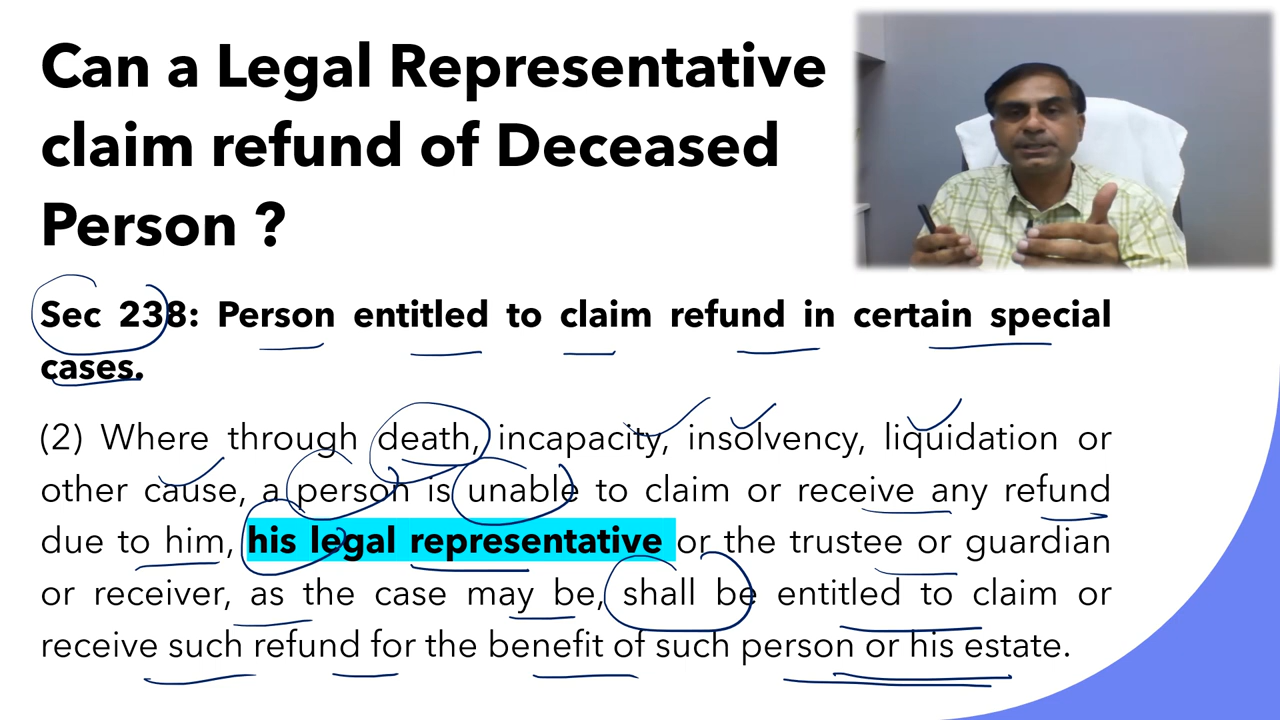 Can a Legal Representative
claim refund of Deceased
Person ?
Sec 238: Person entitled to claim refund in certain special
cases.
(2) Where through death, incapacity, insolvency, liquidation or
other cause, a person is unable to claim or receive any refund
due to him, his legal representative or the trustee or guardian
or receiver, as the case may be, shall be entitled to claim or
receive such refund for the benefit of such person or his estate.